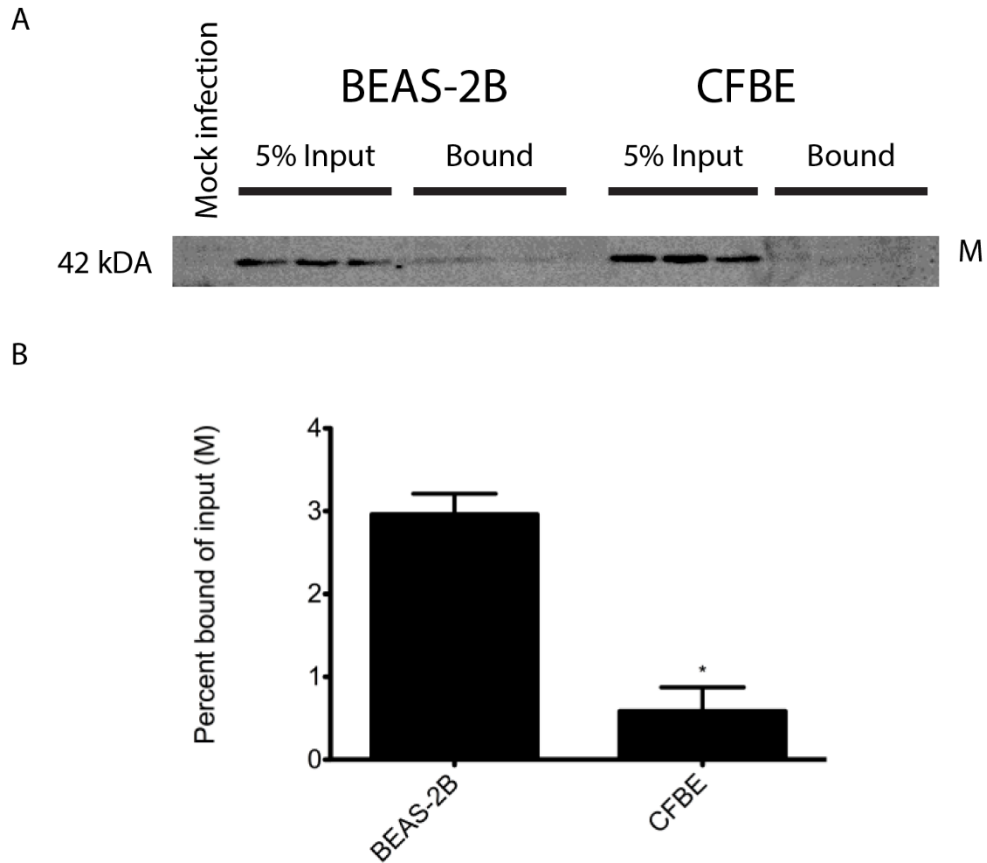 A
Mock infection
BEAS-2B CFBE
5% Input Bound 5% Input Bound
42 kDA M
B
Percent bound of input (M)
4
3
2
1
0
*
BEAS-2B CFBE